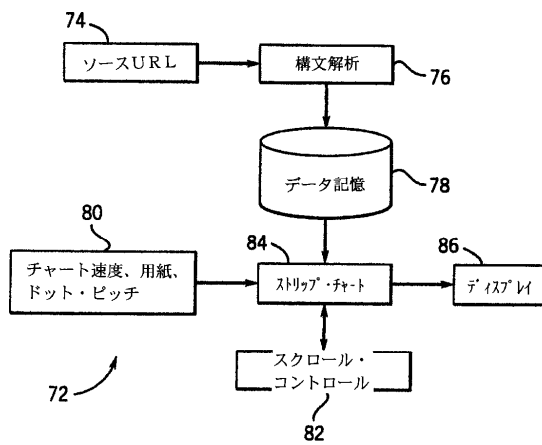 74
ソースURL
構文解析
76
データ記憶
78
80
チャート速度、用紙、
ドット・ピッチ
84
ストリップ・チャート
86
ディスプレイ
スクロール・
コントロール
82
72